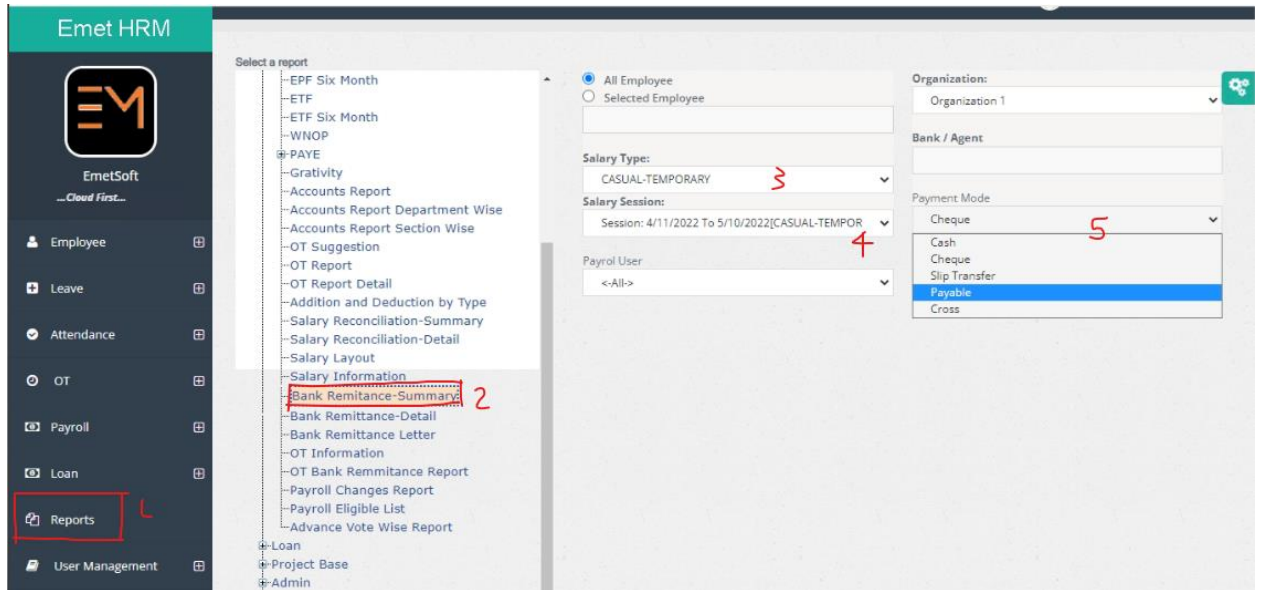 Emet HRM
EM
EmetSoft
...Cloud First...
Employee
Leave
Attendance
OT
Payroll
Loan
Reports
1
User Management
Select a report
EPF Six Month
ETF
ETF Six Month
WNOP
PAYE
Grativity
Accounts Report
Accounts Report Department Wise
Accounts Report Section Wise
OT Suggestion
OT Report
OT Report Detail
Addition and Deduction by Type
Salary Reconciliation-Summary
Salary Reconciliation-Detail
Salary Layout
Salary Information
Bank Remitance-Summary 2
Bank Remittance-Detail
Bank Remittance Letter
OT Information
OT Bank Remmitance Report
Payroll Changes Report
Payroll Eligible List
Advance Vote Wise Report
Loan
Project Base
Admin
All Employee
Selected Employee
Salary Type:
CASUAL-TEMPORARY 3
Salary Session:
Session: 4/11/2022 To 5/10/2022[CASUAL-TEMPOR
4
Payrol User
<-All->
Organization:
Organization 1
Bank / Agent
Payment Mode
Cheque 5
Cash
Cheque
Slip Transfer
Payable
Cross